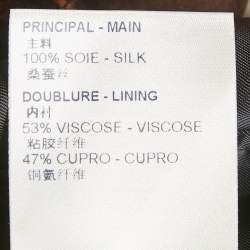 PRINCIPAL - MAIN
主料
100% SOIE - SILK
桑蚕丝
DOUBLURE - LINING
内衬
53% VISCOSE - VISCOSE
粘胶纤维
47% CUPRO - CUPRO
铜氨纤维